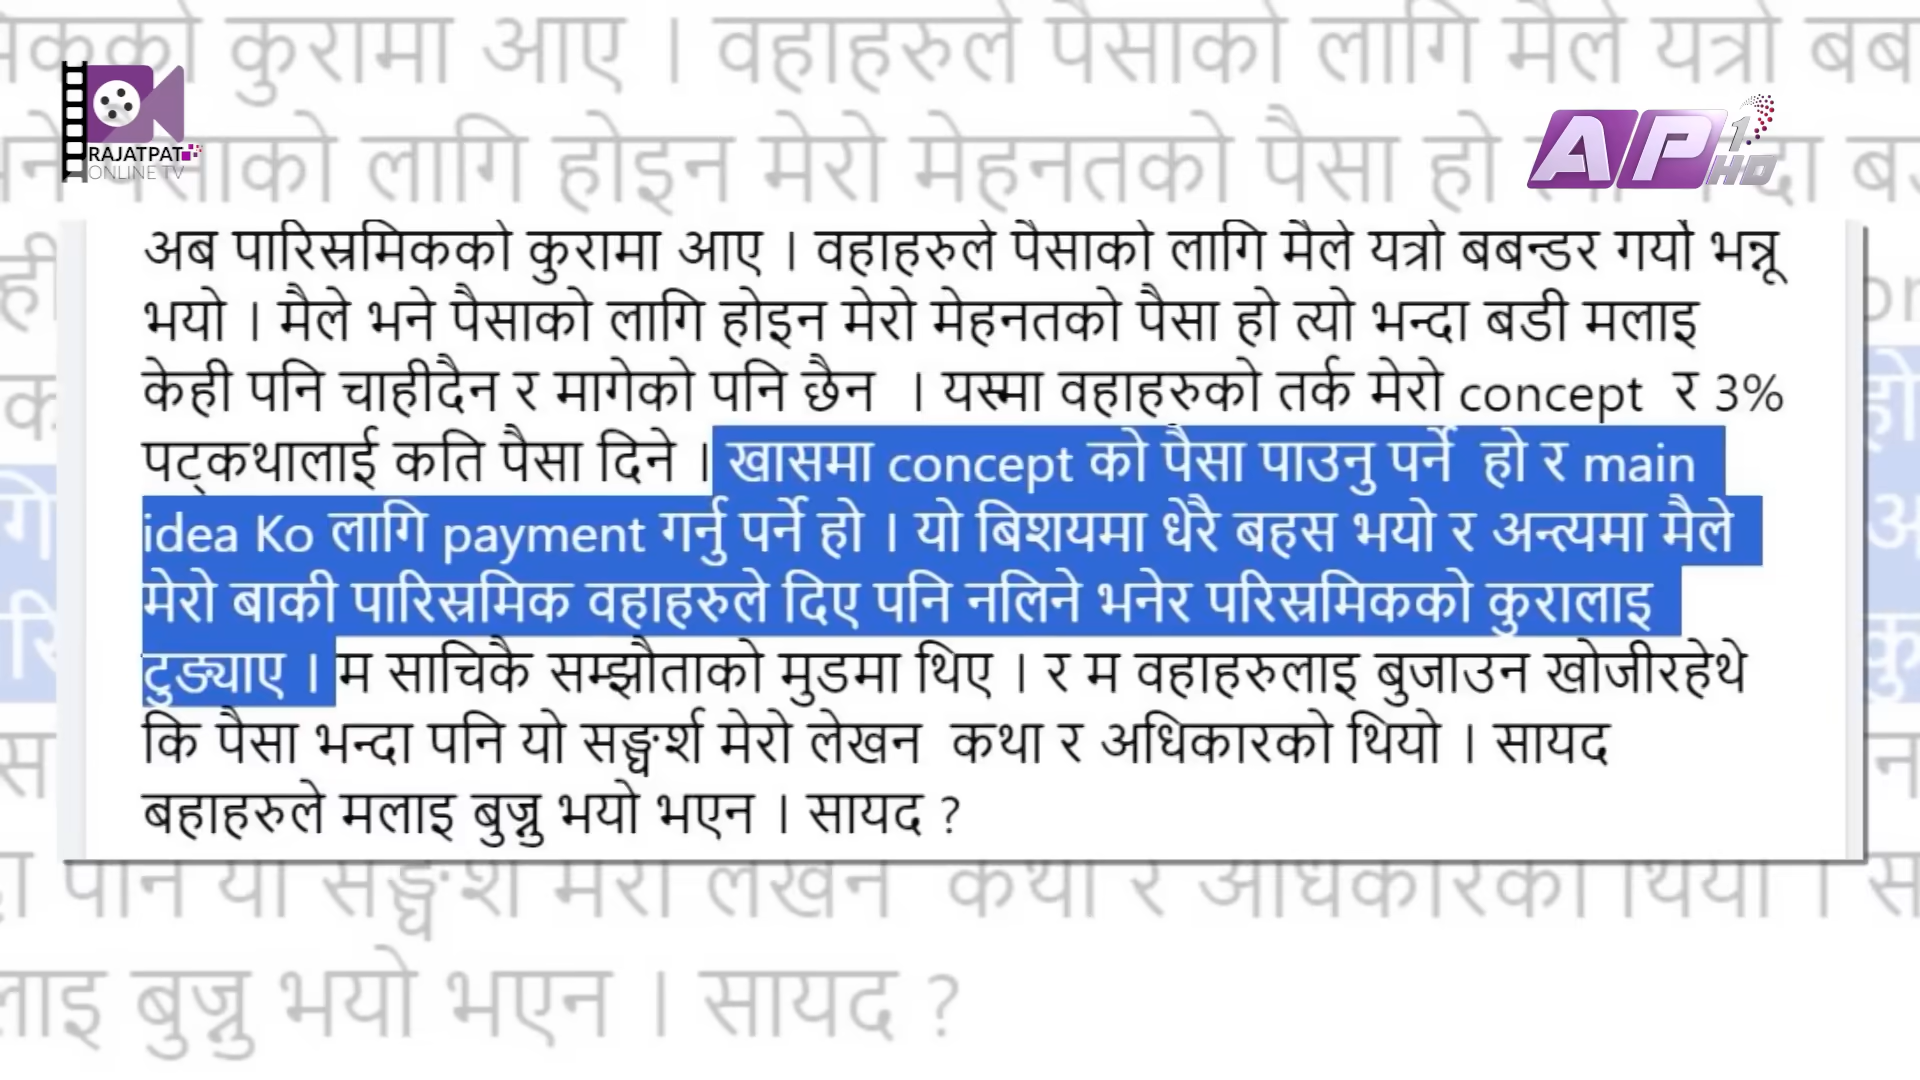 RAJATPAT
ONLINE TV
AP1 HD
अब पारिस्रमिकको कुरामा आए । वहाहरुले पैसाको लागि मैले यत्रो बबन्डर गर्यो भन्नू
भयो । मैले भने पैसाको लागि होइन मेरो मेहनतको पैसा हो त्यो भन्दा बडी मलाइ
केही पनि चाहीदैन र मागेको पनि छैन । यस्मा वहाहरुको तर्क मेरो concept र 3%
पट्कथालाई कति पैसा दिने । खासमा concept को पैसा पाउनु पर्ने हो र main
idea Ko लागि payment गर्नु पर्ने हो । यो बिशयमा धेरै बहस भयो र अन्त्यमा मैले
मेरो बाकी पारिस्रमिक वहाहरुले दिए पनि नलिने भनेर परिस्रमिकको कुरालाइ
टुङ्याए । म साचिकै सम्झौताको मुडमा थिए । र म वहाहरुलाइ बुजाउन खोजीरहेथे
कि पैसा भन्दा पनि यो सङ्घर्श मेरो लेखन कथा र अधिकारको थियो । सायद
बहाहरुले मलाइ बुज्नु भयो भएन । सायद ?